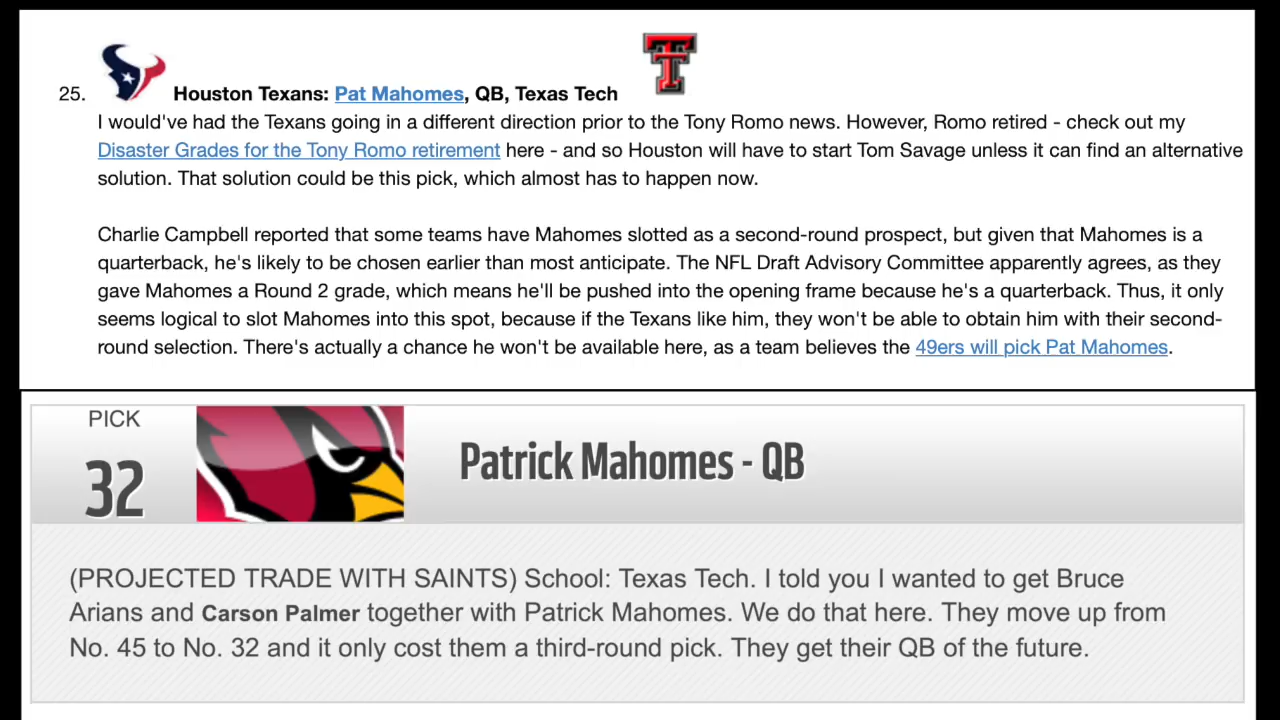 25. Houston Texans: Pat Mahomes, QB, Texas Tech
I would've had the Texans going in a different direction prior to the Tony Romo news. However, Romo retired - check out my
Disaster Grades for the Tony Romo retirement here - and so Houston will have to start Tom Savage unless it can find an alternative
solution. That solution could be this pick, which almost has to happen now.
Charlie Campbell reported that some teams have Mahomes slotted as a second-round prospect, but given that Mahomes is a
quarterback, he's likely to be chosen earlier than most anticipate. The NFL Draft Advisory Committee apparently agrees, as they
gave Mahomes a Round 2 grade, which means he'll be pushed into the opening frame because he's a quarterback. Thus, it only
seems logical to slot Mahomes into this spot, because if the Texans like him, they won't be able to obtain him with their second-
round selection. There's actually a chance he won't be available here, as a team believes the 49ers will pick Pat Mahomes.
PICK
32
Patrick Mahomes - QB
(PROJECTED TRADE WITH SAINTS) School: Texas Tech. I told you I wanted to get Bruce
Arians and Carson Palmer together with Patrick Mahomes. We do that here. They move up from
No. 45 to No. 32 and it only cost them a third-round pick. They get their QB of the future.